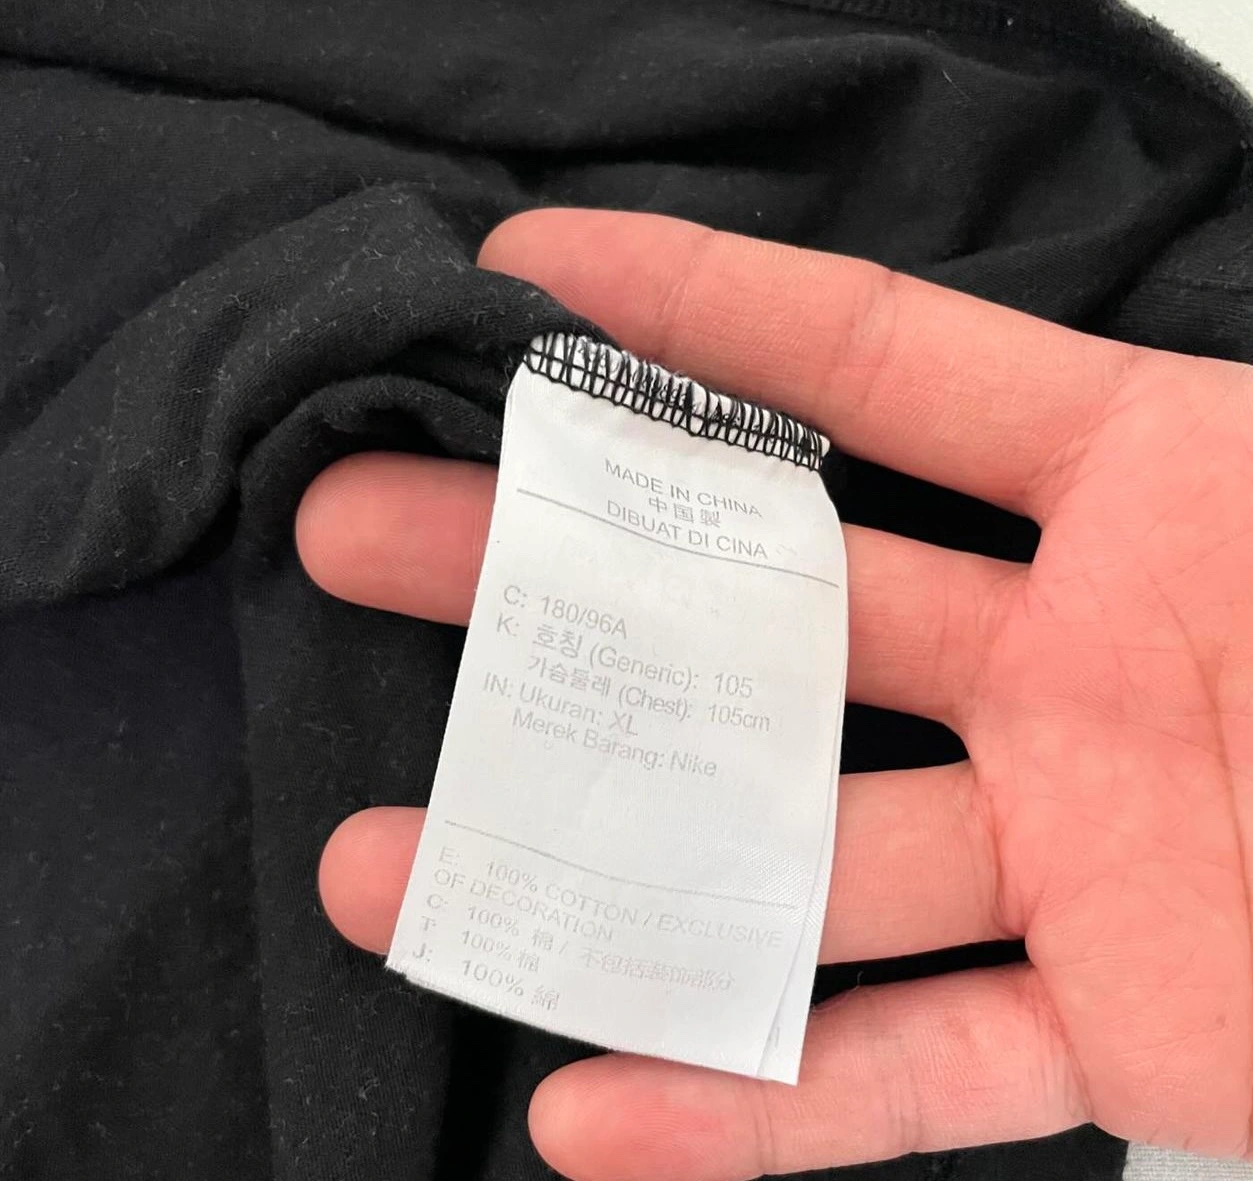 MADE IN CHINA
中国製
DIBUAT DI CINA
C: 180/96A
K: 호칭 (Generic): 105
가슴둘레 (Chest): 105cm
IN: Ukuran: XL
Merek Barang: Nike
E: 100% COTTON / EXCLUSIVE
OF DECORATION
C: 100% 棉 / 不包括装饰部分
T: 100% 棉
J: 100% 綿